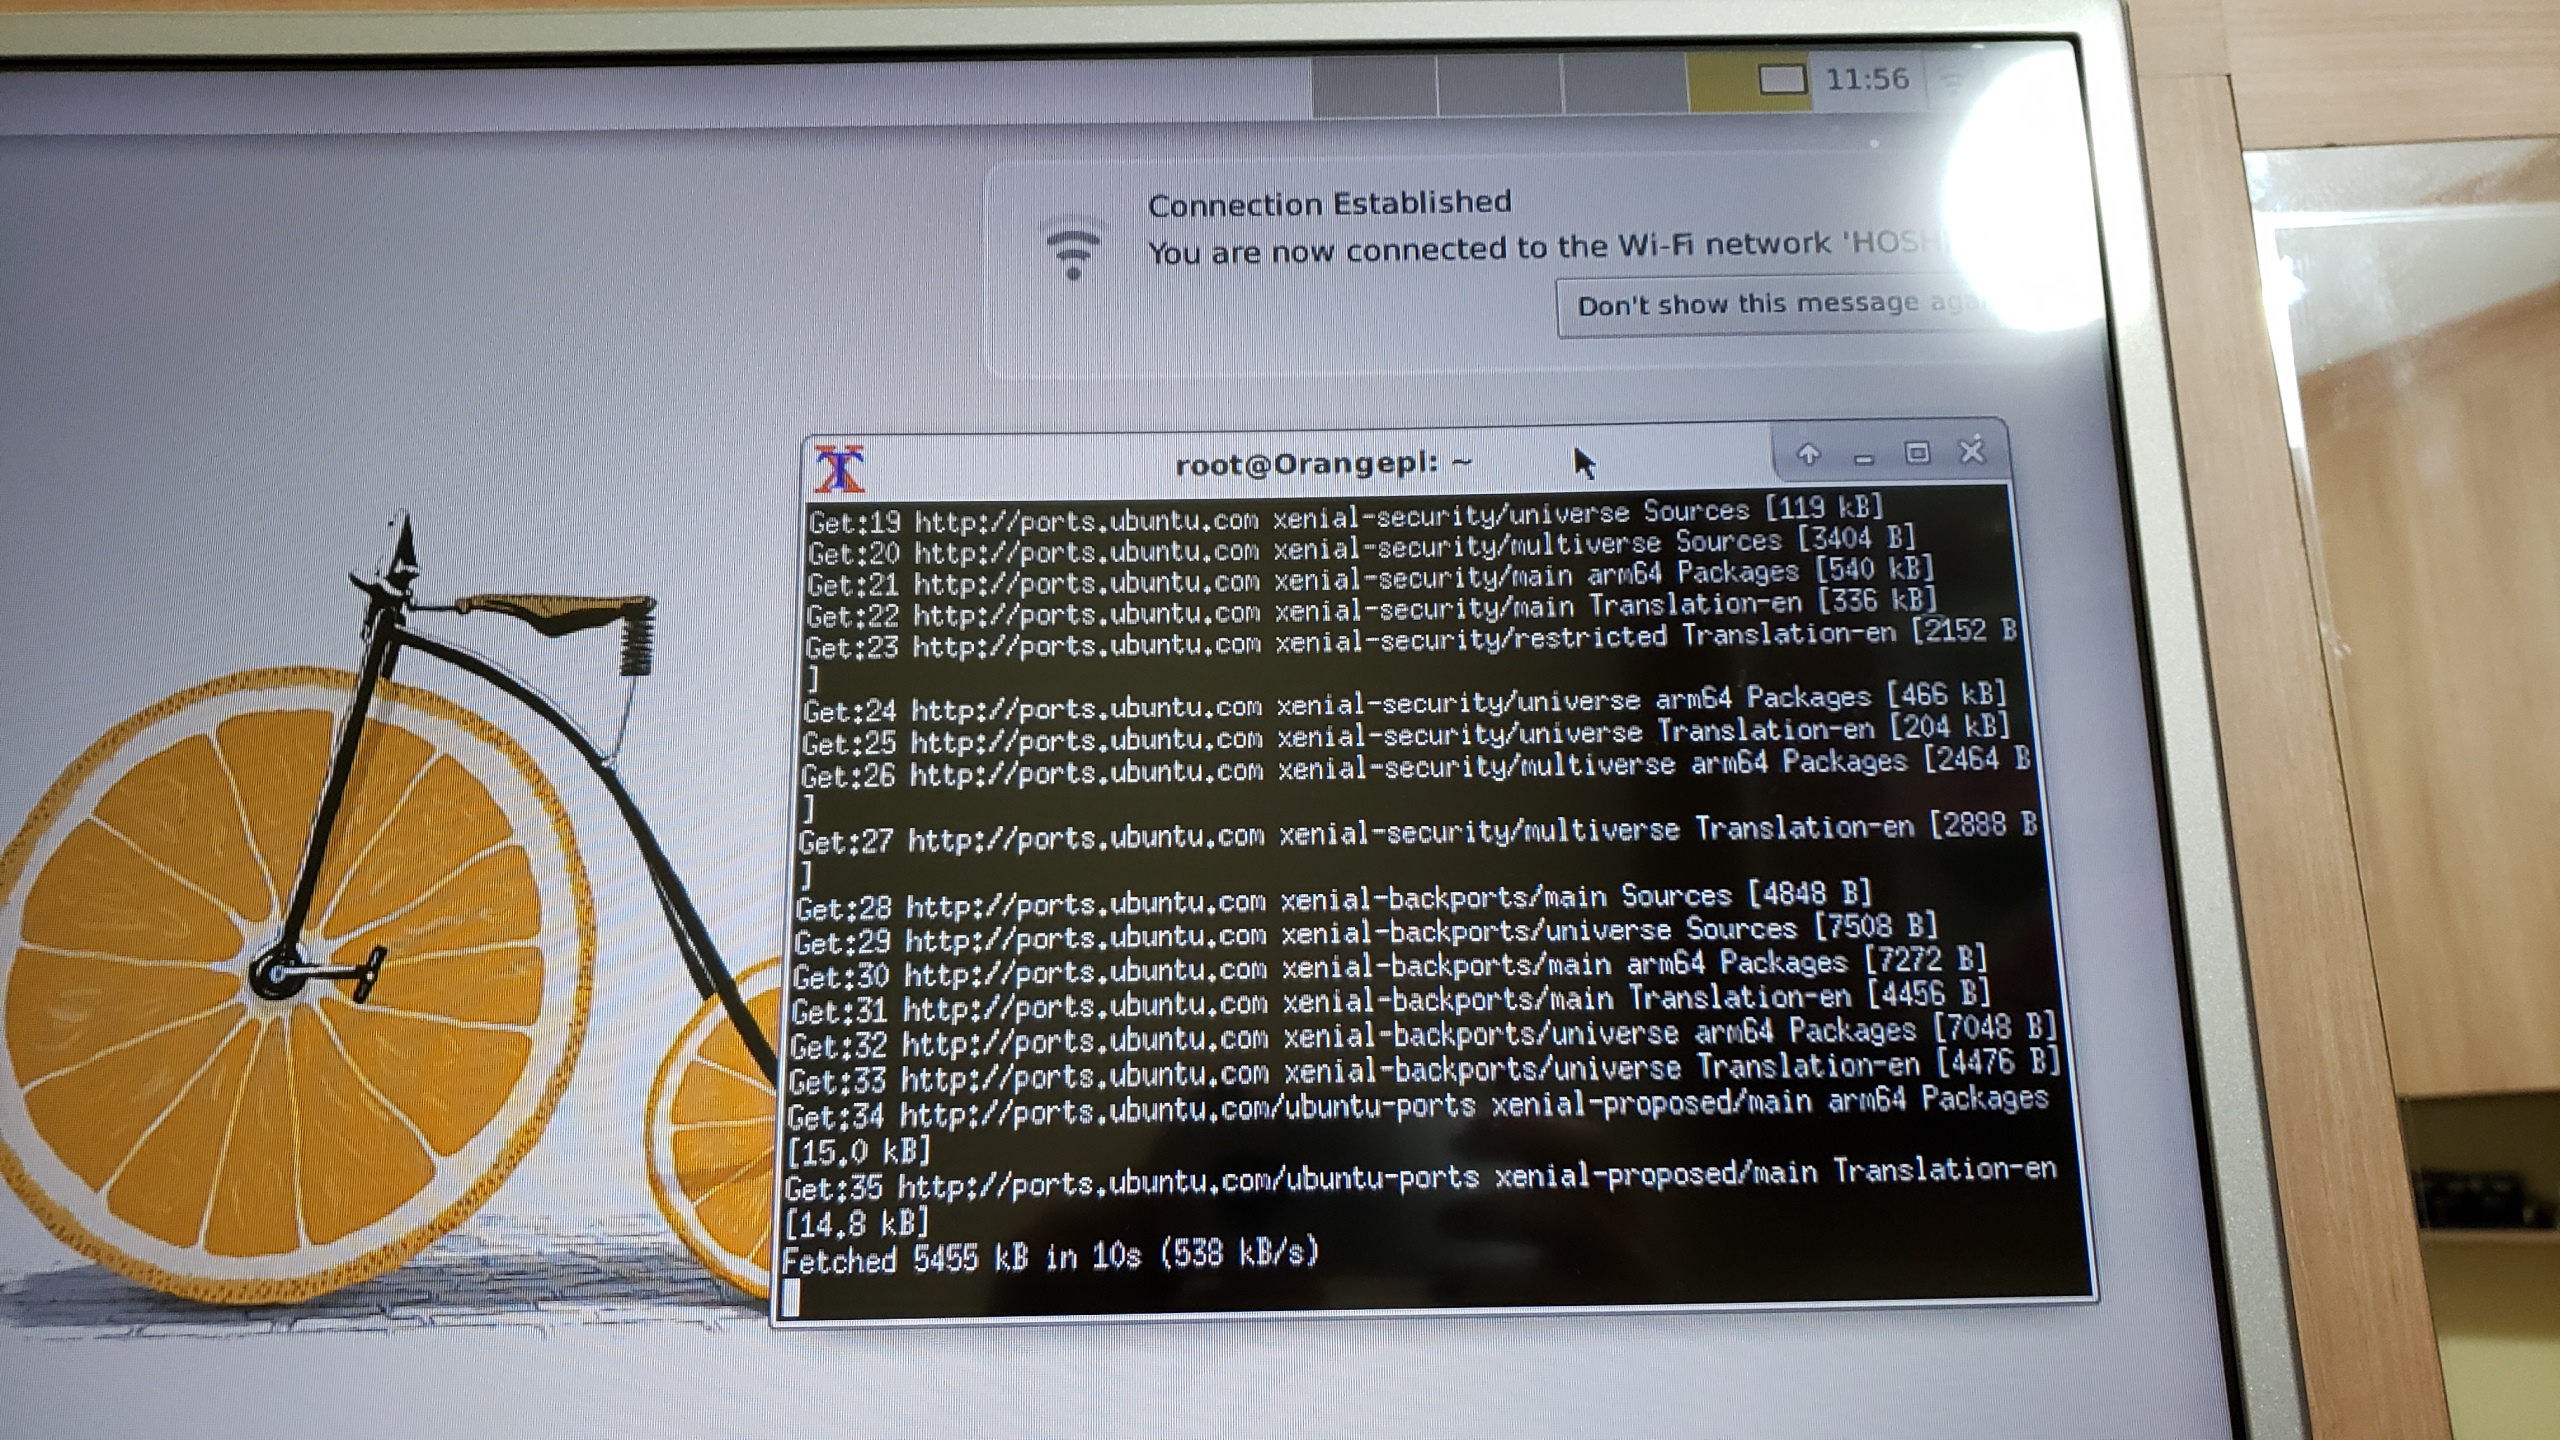 11:56
Connection Established
You are now connected to the Wi-Fi network
Don't show this message
root@Orangepi: ~
Get:19 http://ports.ubuntu.com xenial-security/universe Sources [119 kB]
Get:20 http://ports.ubuntu.com xenial-security/multiverse Sources [3404 B]
Get:21 http://ports.ubuntu.com xenial-security/main arm64 Packages [540 kB]
Get:22 http://ports.ubuntu.com xenial-security/main Translation-en [336 kB]
Get:23 http://ports.ubuntu.com xenial-security/restricted Translation-en [2152 B
]
Get:24 http://ports.ubuntu.com xenial-security/universe arm64 Packages [466 kB]
Get:25 http://ports.ubuntu.com xenial-security/universe Translation-en [204 kB]
Get:26 http://ports.ubuntu.com xenial-security/multiverse arm64 Packages [2464 B
]
Get:27 http://ports.ubuntu.com xenial-security/multiverse Translation-en [2888 B
]
Get:28 http://ports.ubuntu.com xenial-backports/main Sources [4848 B]
Get:29 http://ports.ubuntu.com xenial-backports/universe Sources [7508 B]
Get:30 http://ports.ubuntu.com xenial-backports/main arm64 Packages [7272 B]
Get:31 http://ports.ubuntu.com xenial-backports/main Translation-en [4456 B]
Get:32 http://ports.ubuntu.com xenial-backports/universe arm64 Packages [7048 B]
Get:33 http://ports.ubuntu.com xenial-backports/universe Translation-en [4476 B]
Get:34 http://ports.ubuntu.com/ubuntu-ports xenial-proposed/main arm64 Packages
[15.0 kB]
Get:35 http://ports.ubuntu.com/ubuntu-ports xenial-proposed/main Translation-en
[14.8 kB]
Fetched 5455 kB in 10s (538 kB/s)